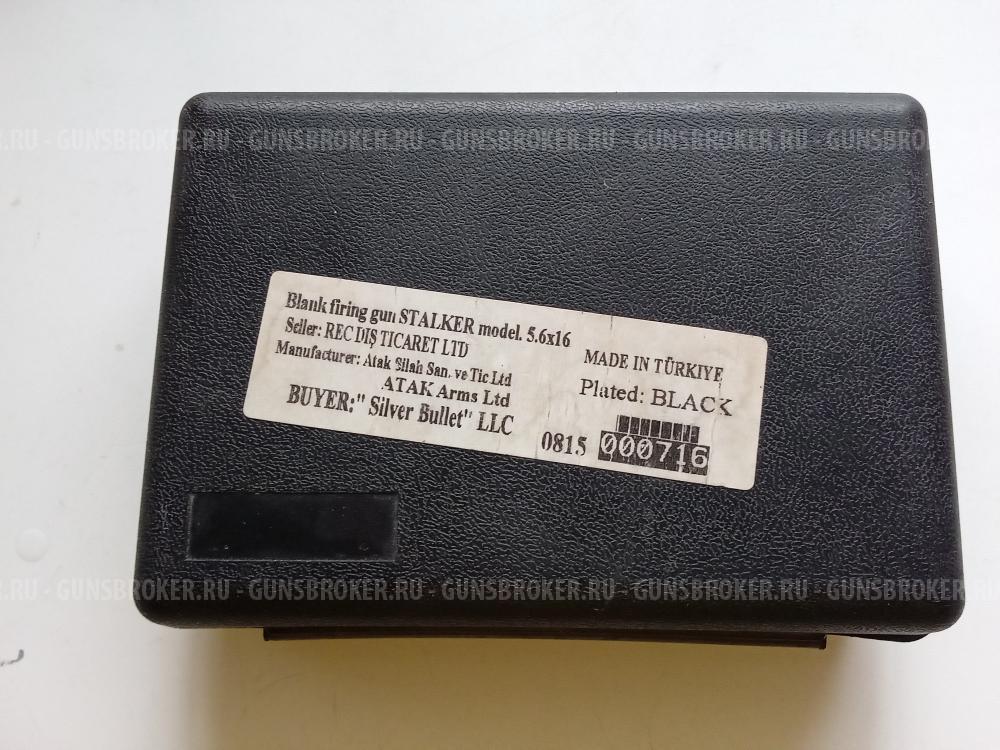 .RU - GUNSBROKER.RU - GUNSBROKER.RU - GUNSBROKER.RU - GUNSBROKER.RU - GUNSBROKER
Blank firing gun STALKER model. 5.6x16
Seller: REC DIŞ TICARET LTD
Manufacturer: Atak Silah San. ve Tic Ltd
ATAK Arms Ltd
BUYER:" Silver Bullet" LLC
MADE IN TÜRKIYE
Plated: BLACK
0815 000716
.RU - GUNSBROKER.RU - GUNSBROKER.RU - GUNSBROKER.RU - GUNSBROKER.RU - GUNSBROKER